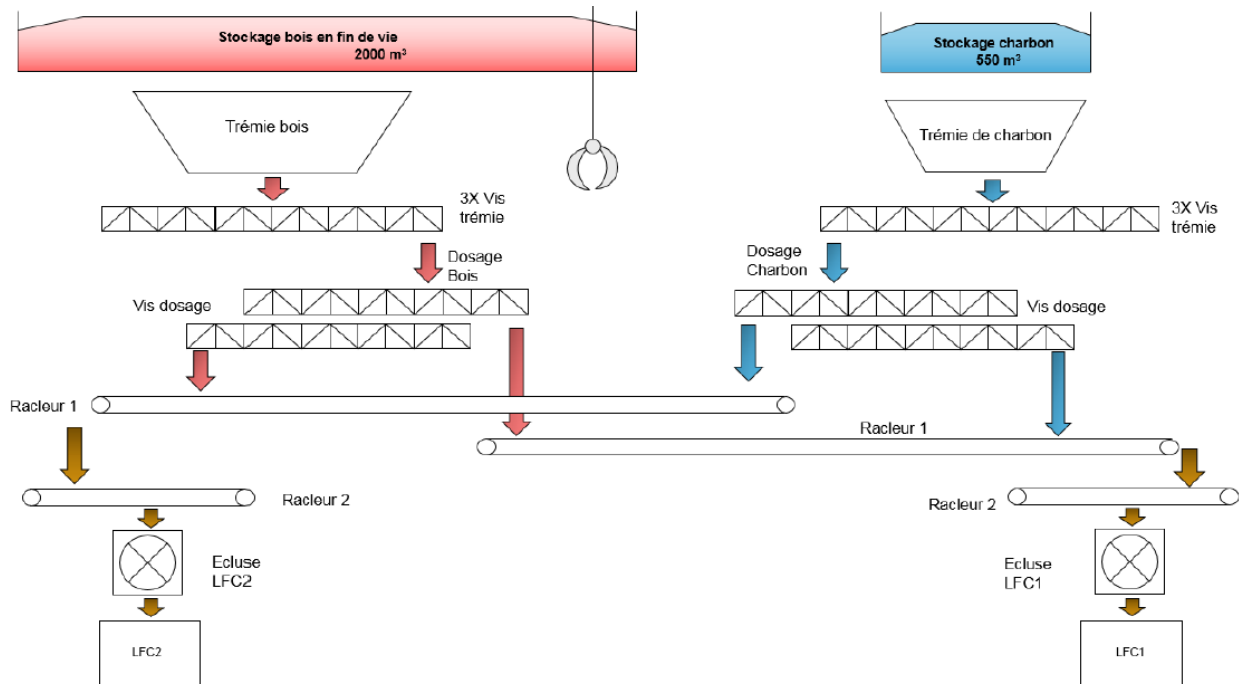 Stockage bois en fin de vie
2000 m³
Stockage charbon
550 m³
Trémie bois
Trémie de charbon
3X Vis
trémie
3X Vis
trémie
Dosage
Bois
Dosage
Charbon
Vis dosage
Vis dosage
Racleur 1
Racleur 1
Racleur 2
Racleur 2
Ecluse
LFC2
Ecluse
LFC1
LFC2
LFC1